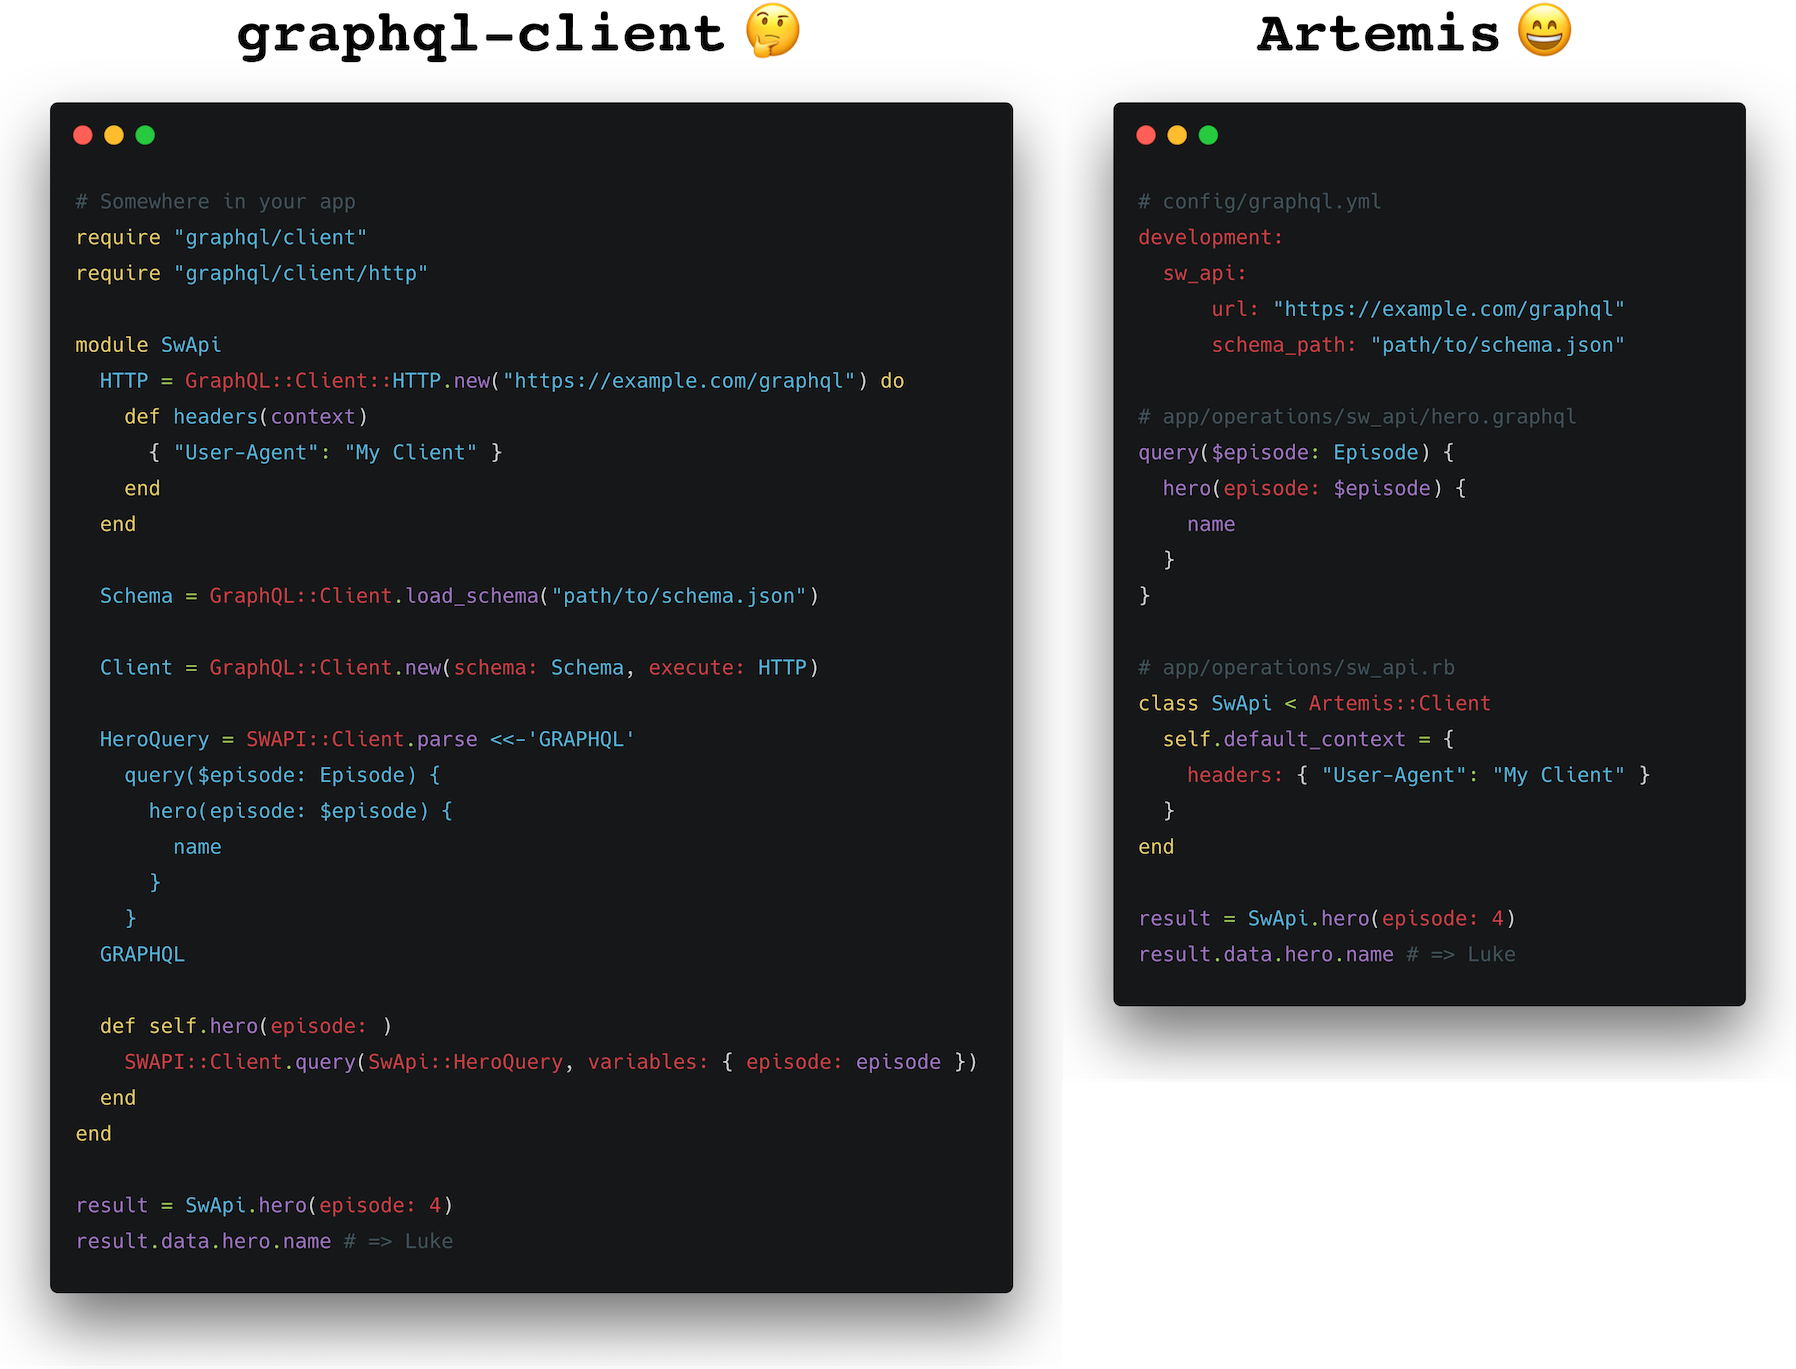 graphql-client 🤔
# Somewhere in your app
require "graphql/client"
require "graphql/client/http"
module SwApi
  HTTP = GraphQL::Client::HTTP.new("https://example.com/graphql") do
    def headers(context)
      { "User-Agent": "My Client" }
    end
  end
  Schema = GraphQL::Client.load_schema("path/to/schema.json")
  Client = GraphQL::Client.new(schema: Schema, execute: HTTP)
  HeroQuery = SWAPI::Client.parse <<-'GRAPHQL'
    query($episode: Episode) {
      hero(episode: $episode) {
        name
      }
    }
  GRAPHQL
  def self.hero(episode: )
    SWAPI::Client.query(SwApi::HeroQuery, variables: { episode: episode })
  end
end
result = SwApi.hero(episode: 4)
result.data.hero.name # => Luke
Artemis 😄
# config/graphql.yml
development:
  sw_api:
      url: "https://example.com/graphql"
      schema_path: "path/to/schema.json"
# app/operations/sw_api/hero.graphql
query($episode: Episode) {
  hero(episode: $episode) {
    name
  }
}
# app/operations/sw_api.rb
class SwApi < Artemis::Client
  self.default_context = {
    headers: { "User-Agent": "My Client" }
  }
end
result = SwApi.hero(episode: 4)
result.data.hero.name # => Luke